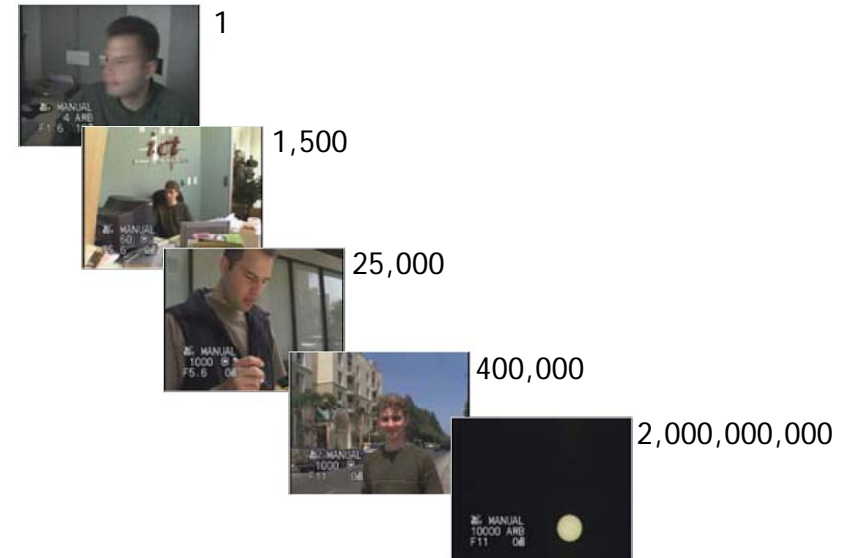 1
MANUAL
4 AWB
F1.6
1,500
ict
MANUAL
60
6
25,000
MANUAL
1000
F5.6
400,000
MANUAL
1000
F11
2,000,000,000
MANUAL
10000 AWB
F11